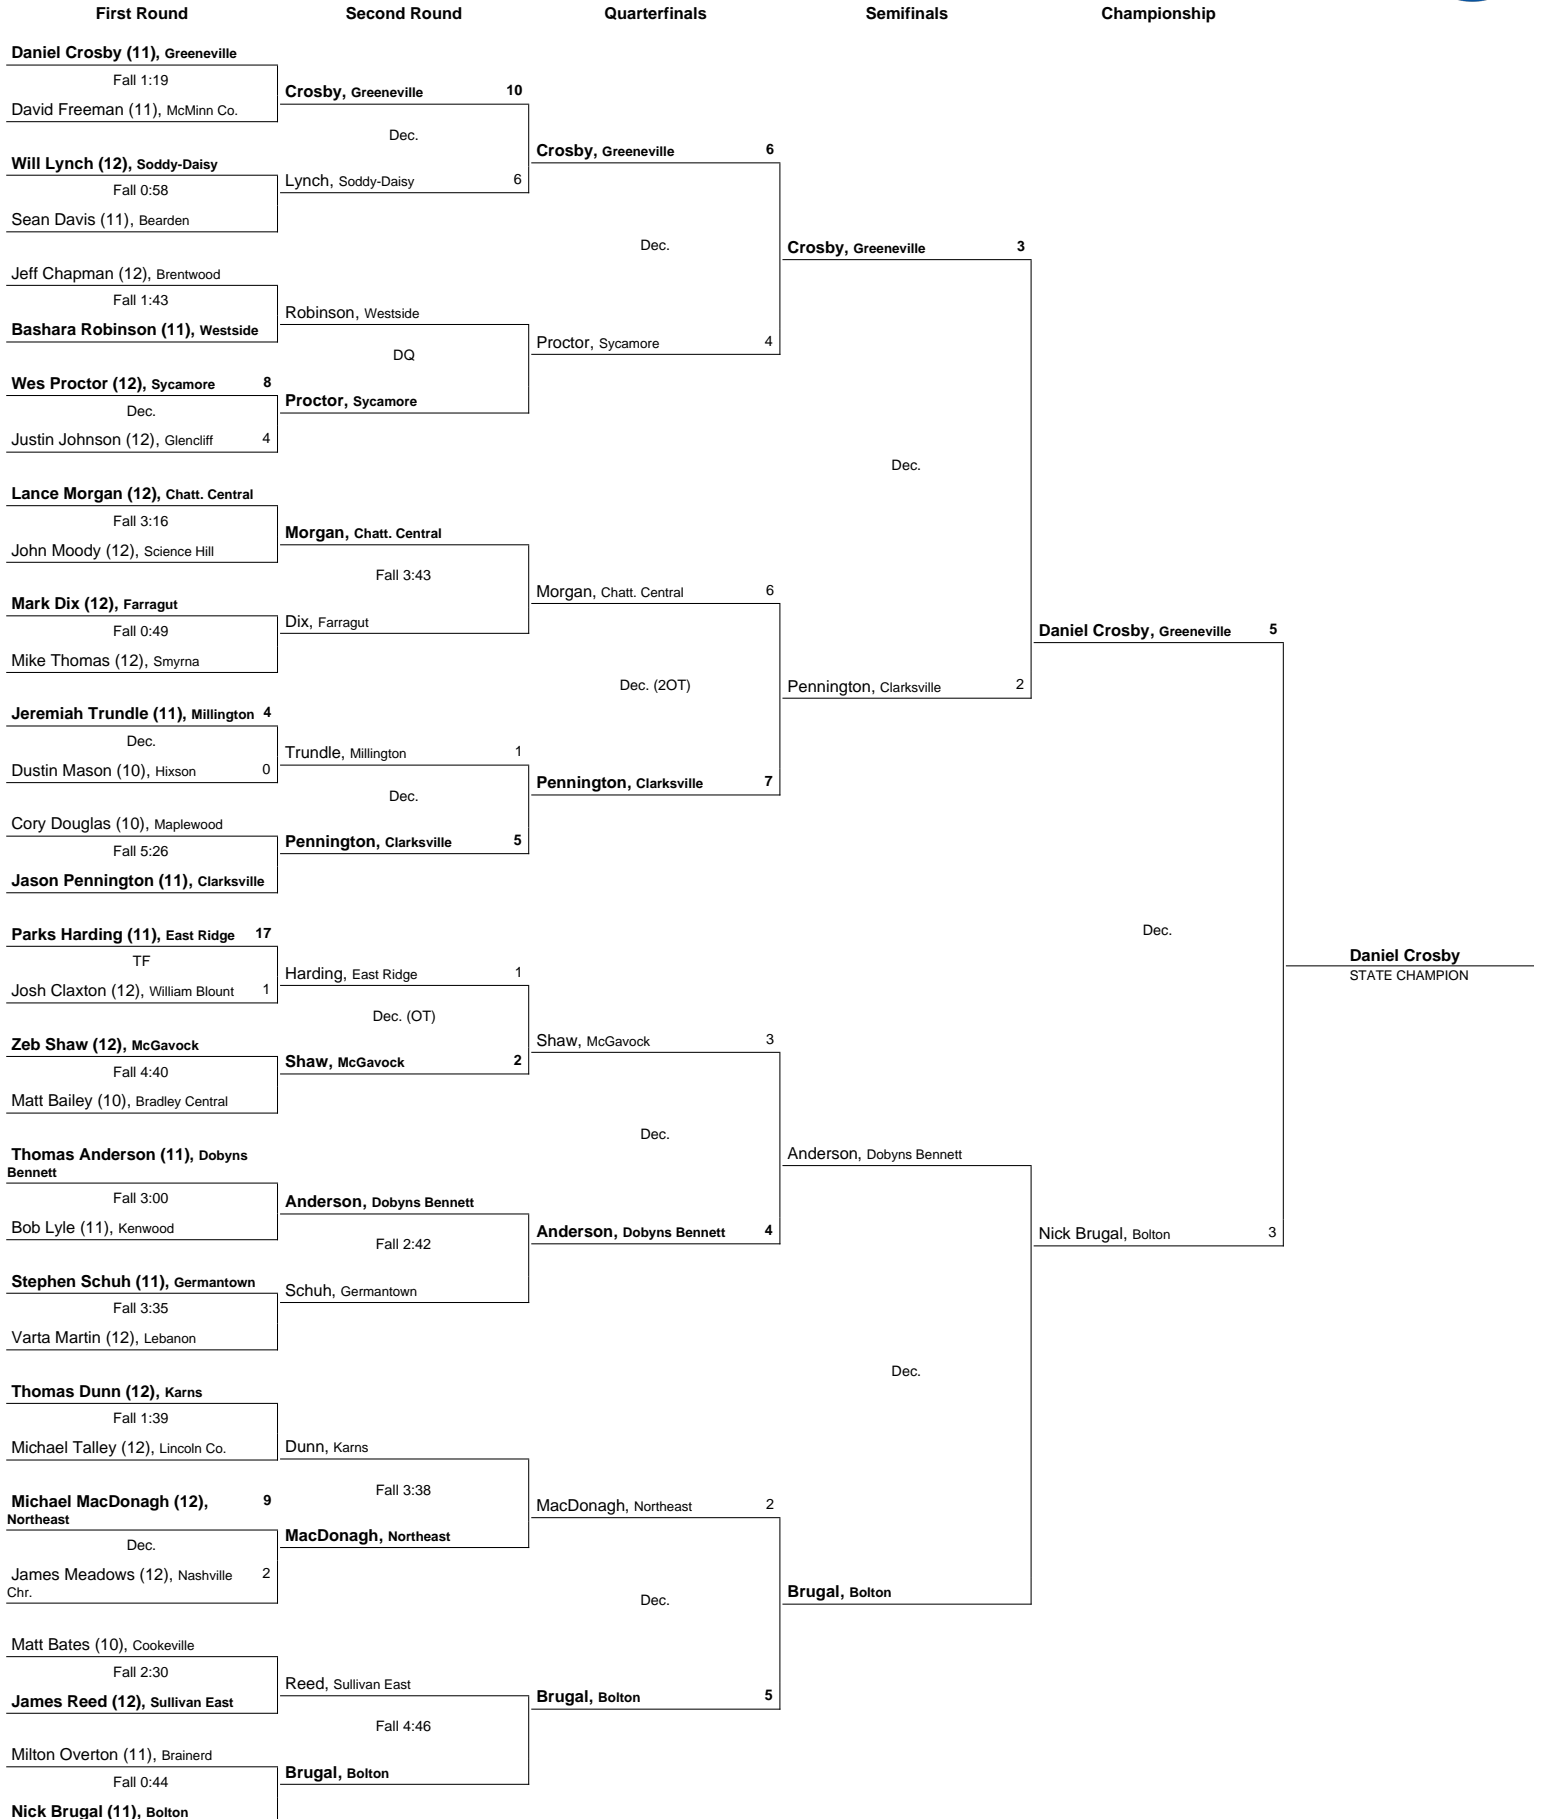 First Round Second Round Quarterfinals Semifinals Championship
Daniel Crosby (11), Greeneville
Fall 1:19
David Freeman (11), McMinn Co.
Will Lynch (12), Soddy-Daisy
Fall 0:58
Sean Davis (11), Bearden
Jeff Chapman (12), Brentwood
Fall 1:43
Bashara Robinson (11), Westside
Wes Proctor (12), Sycamore 8
Dec.
Justin Johnson (12), Glencliff 4
Lance Morgan (12), Chatt. Central
Fall 3:16
John Moody (12), Science Hill
Mark Dix (12), Farragut
Fall 0:49
Mike Thomas (12), Smyrna
Jeremiah Trundle (11), Millington 4
Dec.
Dustin Mason (10), Hixson 0
Cory Douglas (10), Maplewood
Fall 5:26
Jason Pennington (11), Clarksville
Parks Harding (11), East Ridge 17
TF
Josh Claxton (12), William Blount 1
Zeb Shaw (12), McGavock
Fall 4:40
Matt Bailey (10), Bradley Central
Thomas Anderson (11), Dobyns
Bennett
Fall 3:00
Bob Lyle (11), Kenwood
Stephen Schuh (11), Germantown
Fall 3:35
Varta Martin (12), Lebanon
Thomas Dunn (12), Karns
Fall 1:39
Michael Talley (12), Lincoln Co.
Michael MacDonagh (12), 9
Northeast
Dec.
James Meadows (12), Nashville 2
Chr.
Matt Bates (10), Cookeville
Fall 2:30
James Reed (12), Sullivan East
Milton Overton (11), Brainerd
Fall 0:44
Nick Brugal (11), Bolton
Crosby, Greeneville 10
Dec.
Lynch, Soddy-Daisy 6
Robinson, Westside
DQ
Proctor, Sycamore
Morgan, Chatt. Central
Fall 3:43
Dix, Farragut
Trundle, Millington 1
Dec.
Pennington, Clarksville 5
Harding, East Ridge 1
Dec. (OT)
Shaw, McGavock 2
Anderson, Dobyns Bennett
Fall 2:42
Schuh, Germantown
Dunn, Karns
Fall 3:38
MacDonagh, Northeast
Reed, Sullivan East
Fall 4:46
Brugal, Bolton
Crosby, Greeneville 6
Dec.
Proctor, Sycamore 4
Morgan, Chatt. Central 6
Dec. (2OT)
Pennington, Clarksville 7
Shaw, McGavock 3
Dec.
Anderson, Dobyns Bennett 4
MacDonagh, Northeast 2
Dec.
Brugal, Bolton 5
Crosby, Greeneville 3
Dec.
Pennington, Clarksville 2
Anderson, Dobyns Bennett
Dec.
Brugal, Bolton
Daniel Crosby, Greeneville 5
Dec.
Nick Brugal, Bolton 3
Daniel Crosby
STATE CHAMPION